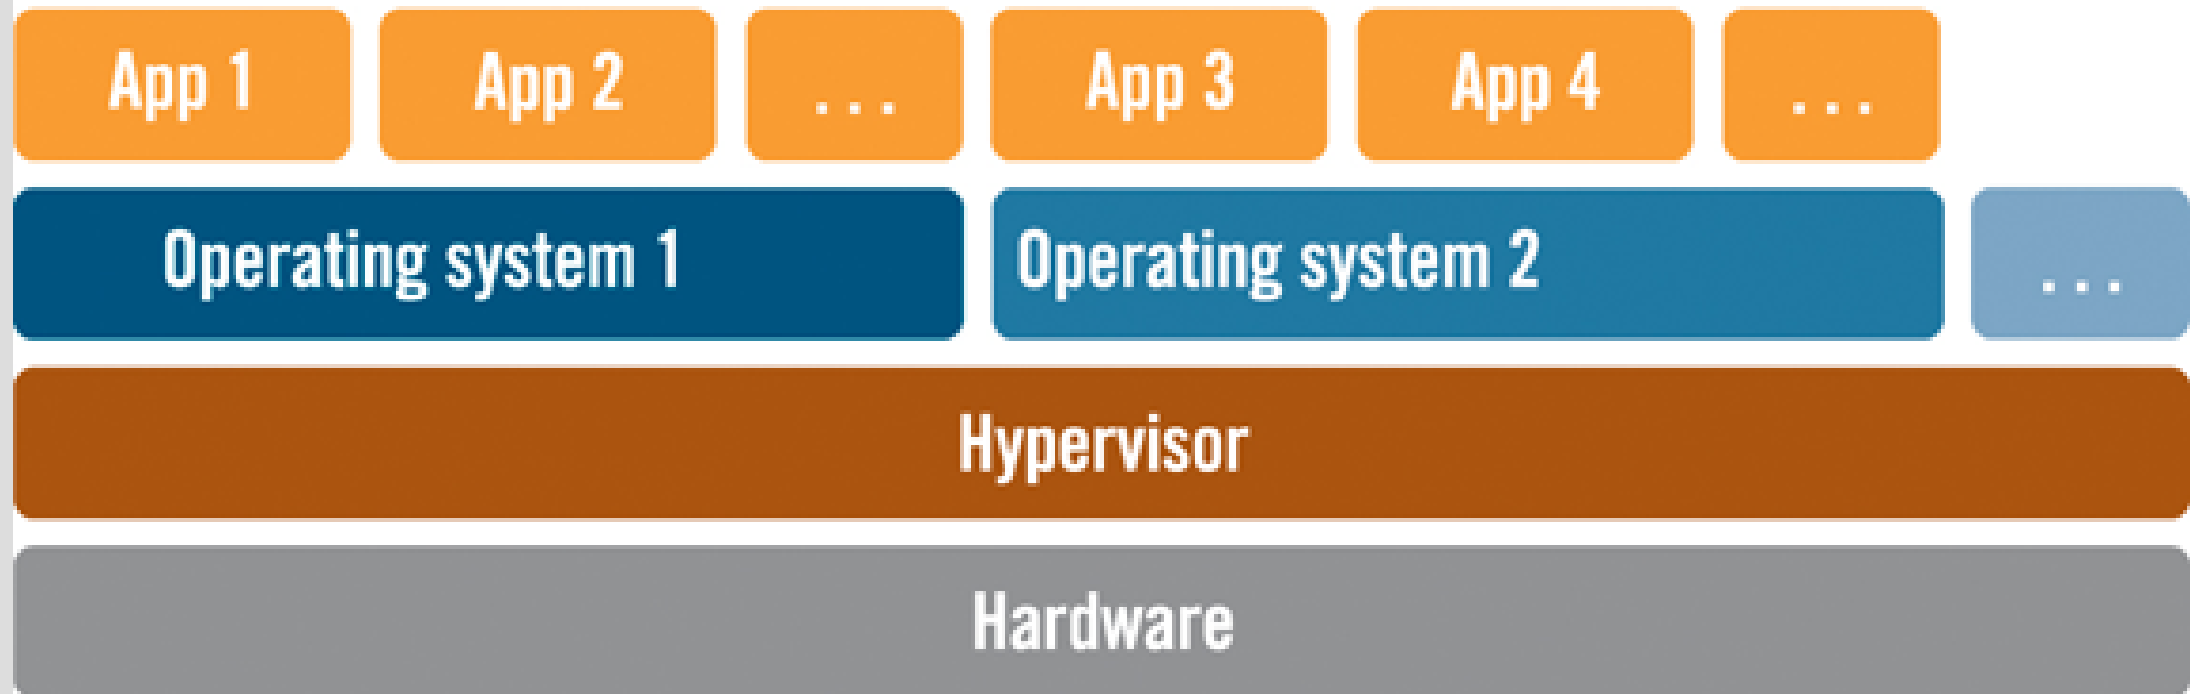 App 1 App 2 ... App 3 App 4 ...
Operating system 1 Operating system 2 ...
Hypervisor
Hardware